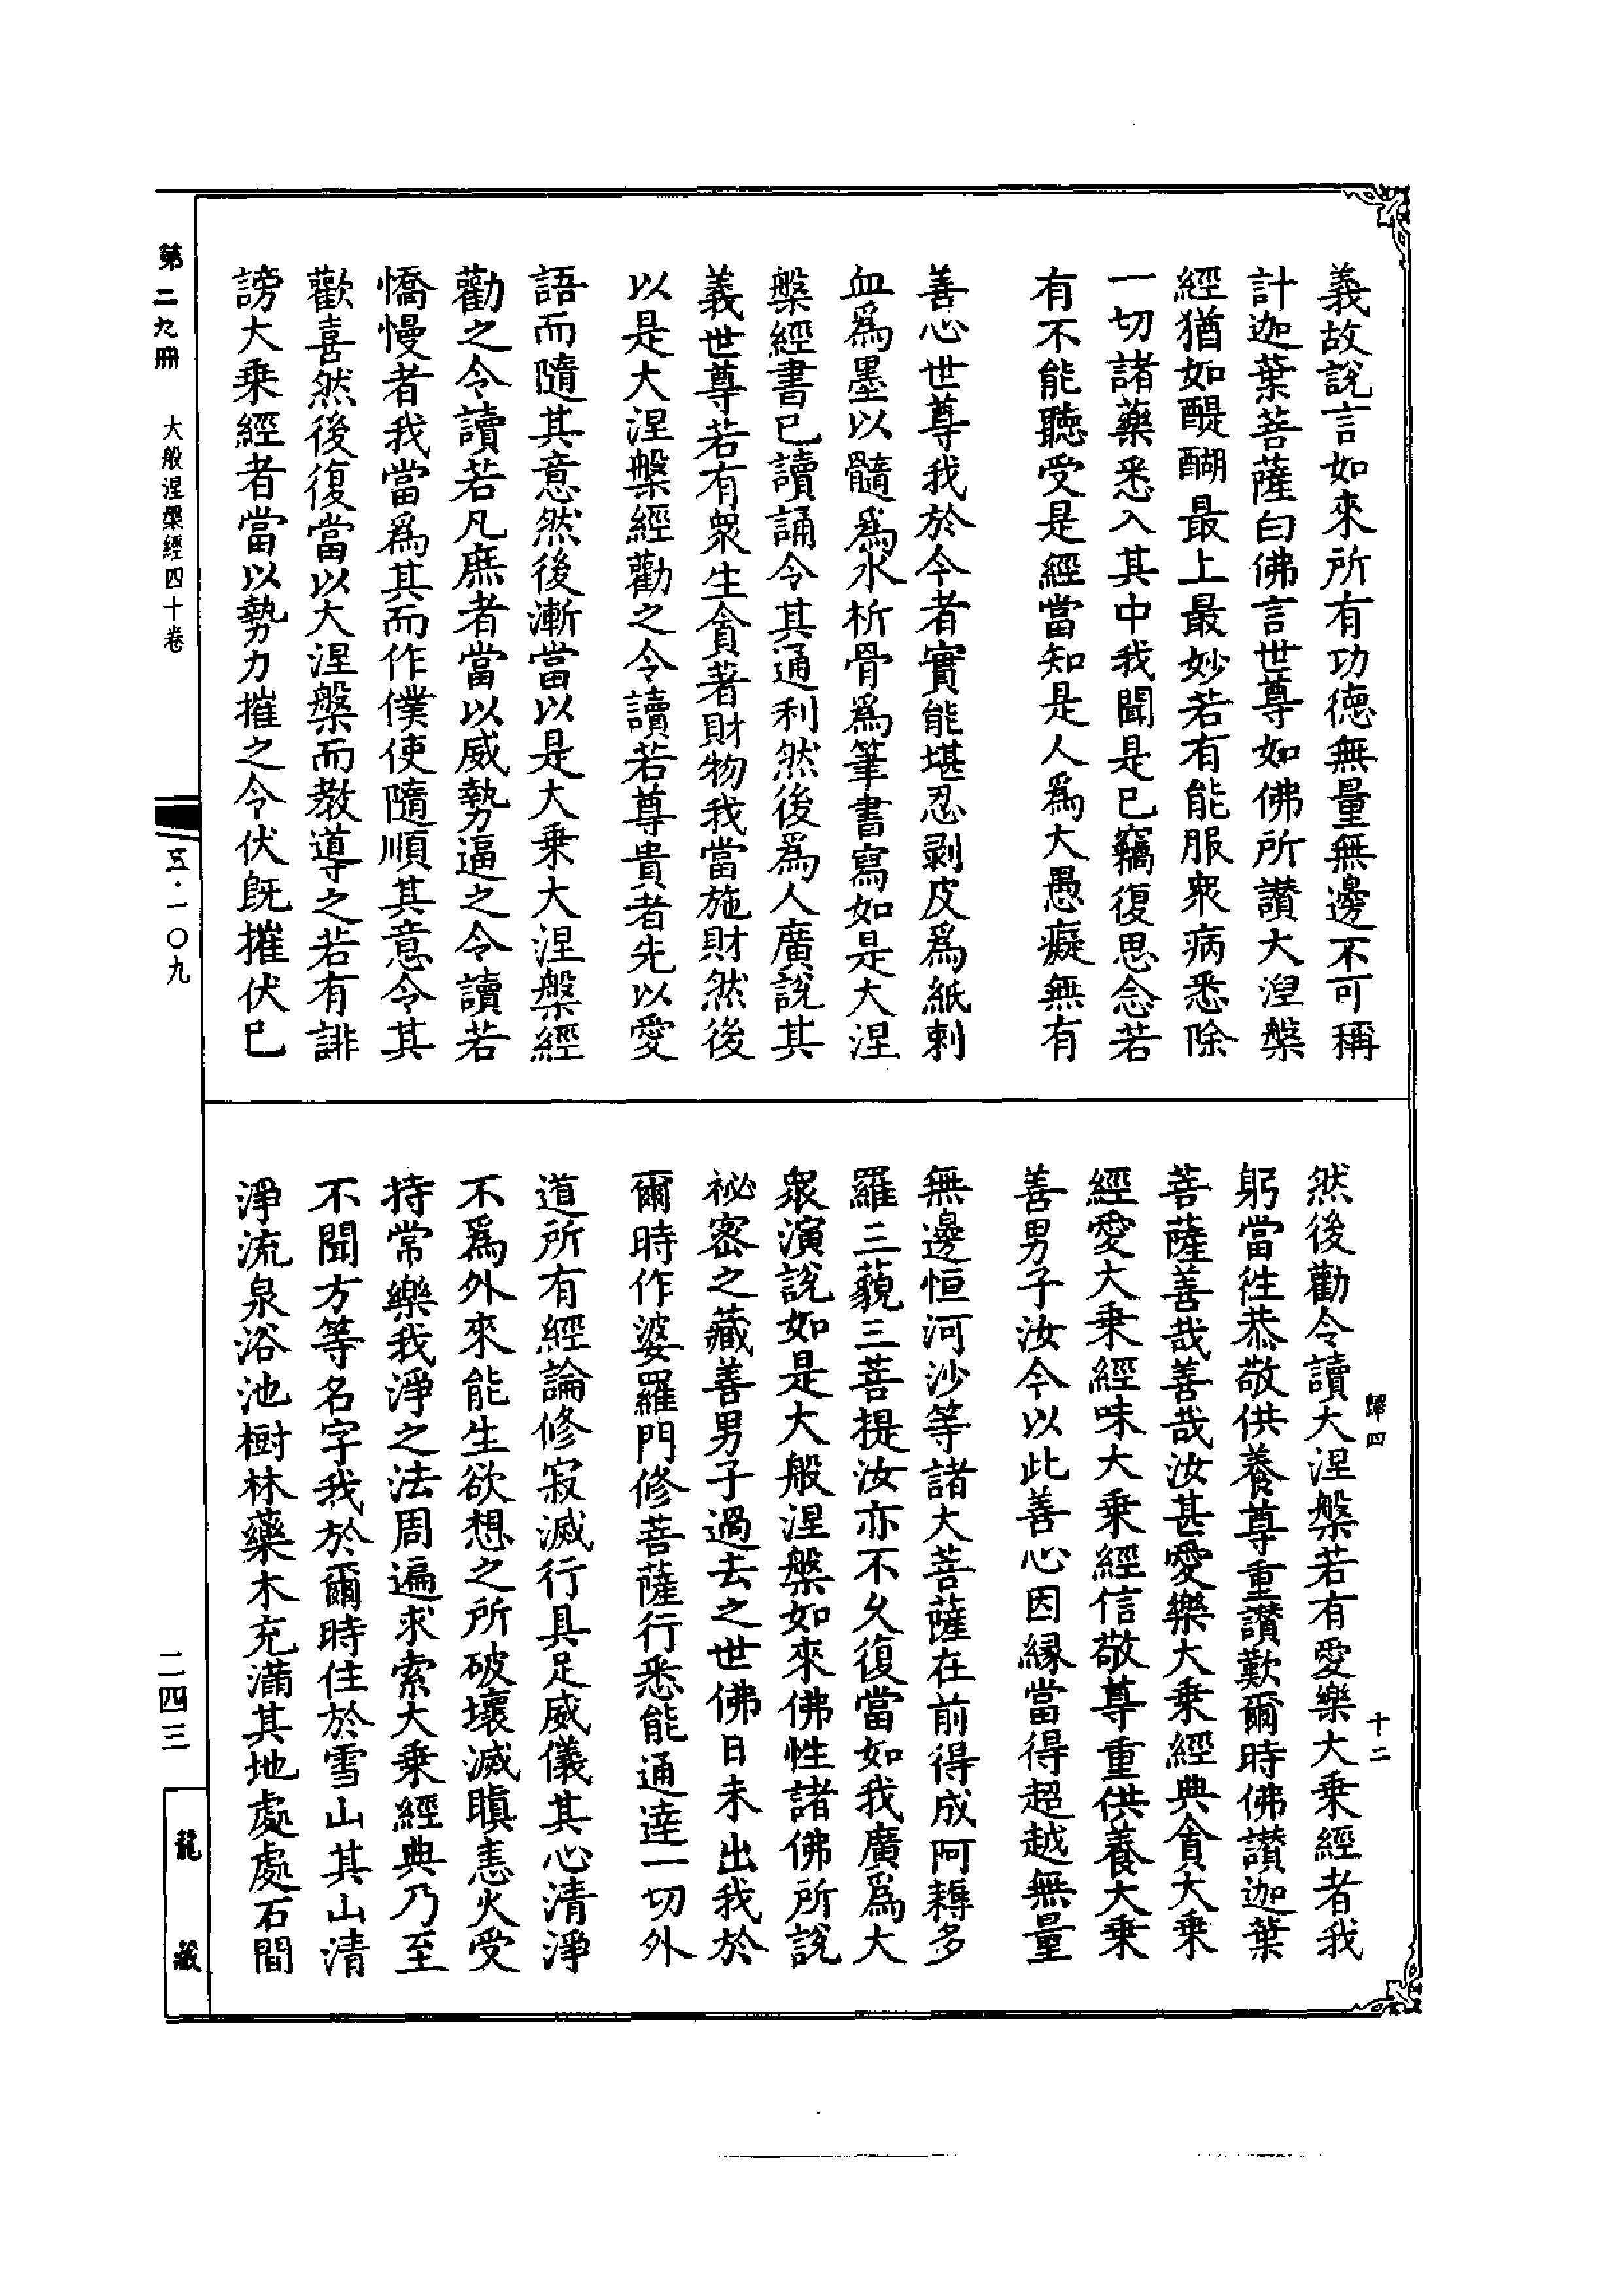 義故說言如來所有功德無量無邊不可稱
計迦葉菩薩白佛言世尊如佛所讚大涅槃
經猶如醍醐最上最妙若有能服衆病悉除
一切諸藥悉入其中我聞是已竊復思念若
有不能聽受是經當知是人爲大愚癡無有
善心世尊我於今者實能堪忍剥皮爲紙刺
血爲墨以髓爲水析骨爲筆書寫如是大涅
槃經書已讀誦令其通利然後爲人廣說其
義世尊若有衆生貪著財物我當施財然後
以是大涅槃經勸之令讀若尊貴者先以愛
語而隨其意然後漸當以是大乘大涅槃經
勸之令讀若凡庶者當以威勢逼之令讀若
憍慢者我當爲其而作僕使隨順其意令其
歡喜然後復當以大涅槃而教導之若有誹
謗大乘經者當以勢力摧之令伏既摧伏已
然後勸令讀大涅槃若有愛樂大乘經者我
躬當往恭敬供養尊重讚歎爾時佛讚迦葉
菩薩善哉善哉汝甚愛樂大乘經典貪大乘
經愛大乘經味大乘經信敬尊重供養大乘
善男子汝今以此善心因緣當得超越無量
無邊恒河沙等諸大菩薩在前得成阿耨多
羅三藐三菩提汝亦不久復當如我廣爲大
衆演說如是大般涅槃如來佛性諸佛所說
祕密之藏善男子過去之世佛日未出我於
爾時作婆羅門修菩薩行悉能通達一切外
道所有經論修寂滅行具足威儀其心清淨
不爲外來能生欲想之所破壞滅瞋恚火受
持常樂我淨之法周遍求索大乘經典乃至
不聞方等名字我於爾時住於雪山其山清
淨流泉浴池樹林藥木充滿其地處處石間
歸四
十二
第二九册
大般涅槃經四十卷
五·一〇九
二四三
龍藏